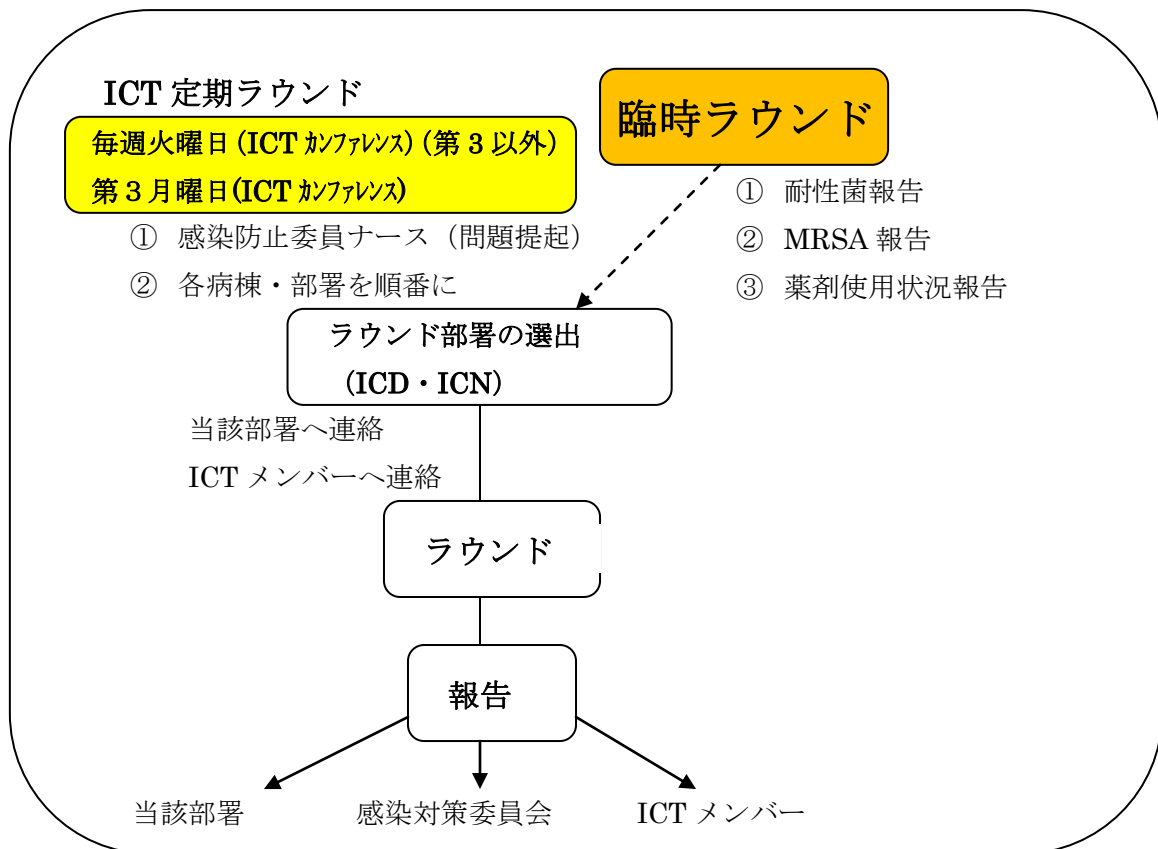 ICT 定期ラウンド
毎週火曜日(ICT ｶﾝﾌｧﾚﾝｽ) (第3以外)
第3月曜日(ICT ｶﾝﾌｧﾚﾝｽ)
① 感染防止委員ナース（問題提起）
② 各病棟・部署を順番に
臨時ラウンド
① 耐性菌報告
② MRSA 報告
③ 薬剤使用状況報告
ラウンド部署の選出
(ICD・ICN)
当該部署へ連絡
ICT メンバーへ連絡
ラウンド
報告
当該部署
感染対策委員会
ICT メンバー